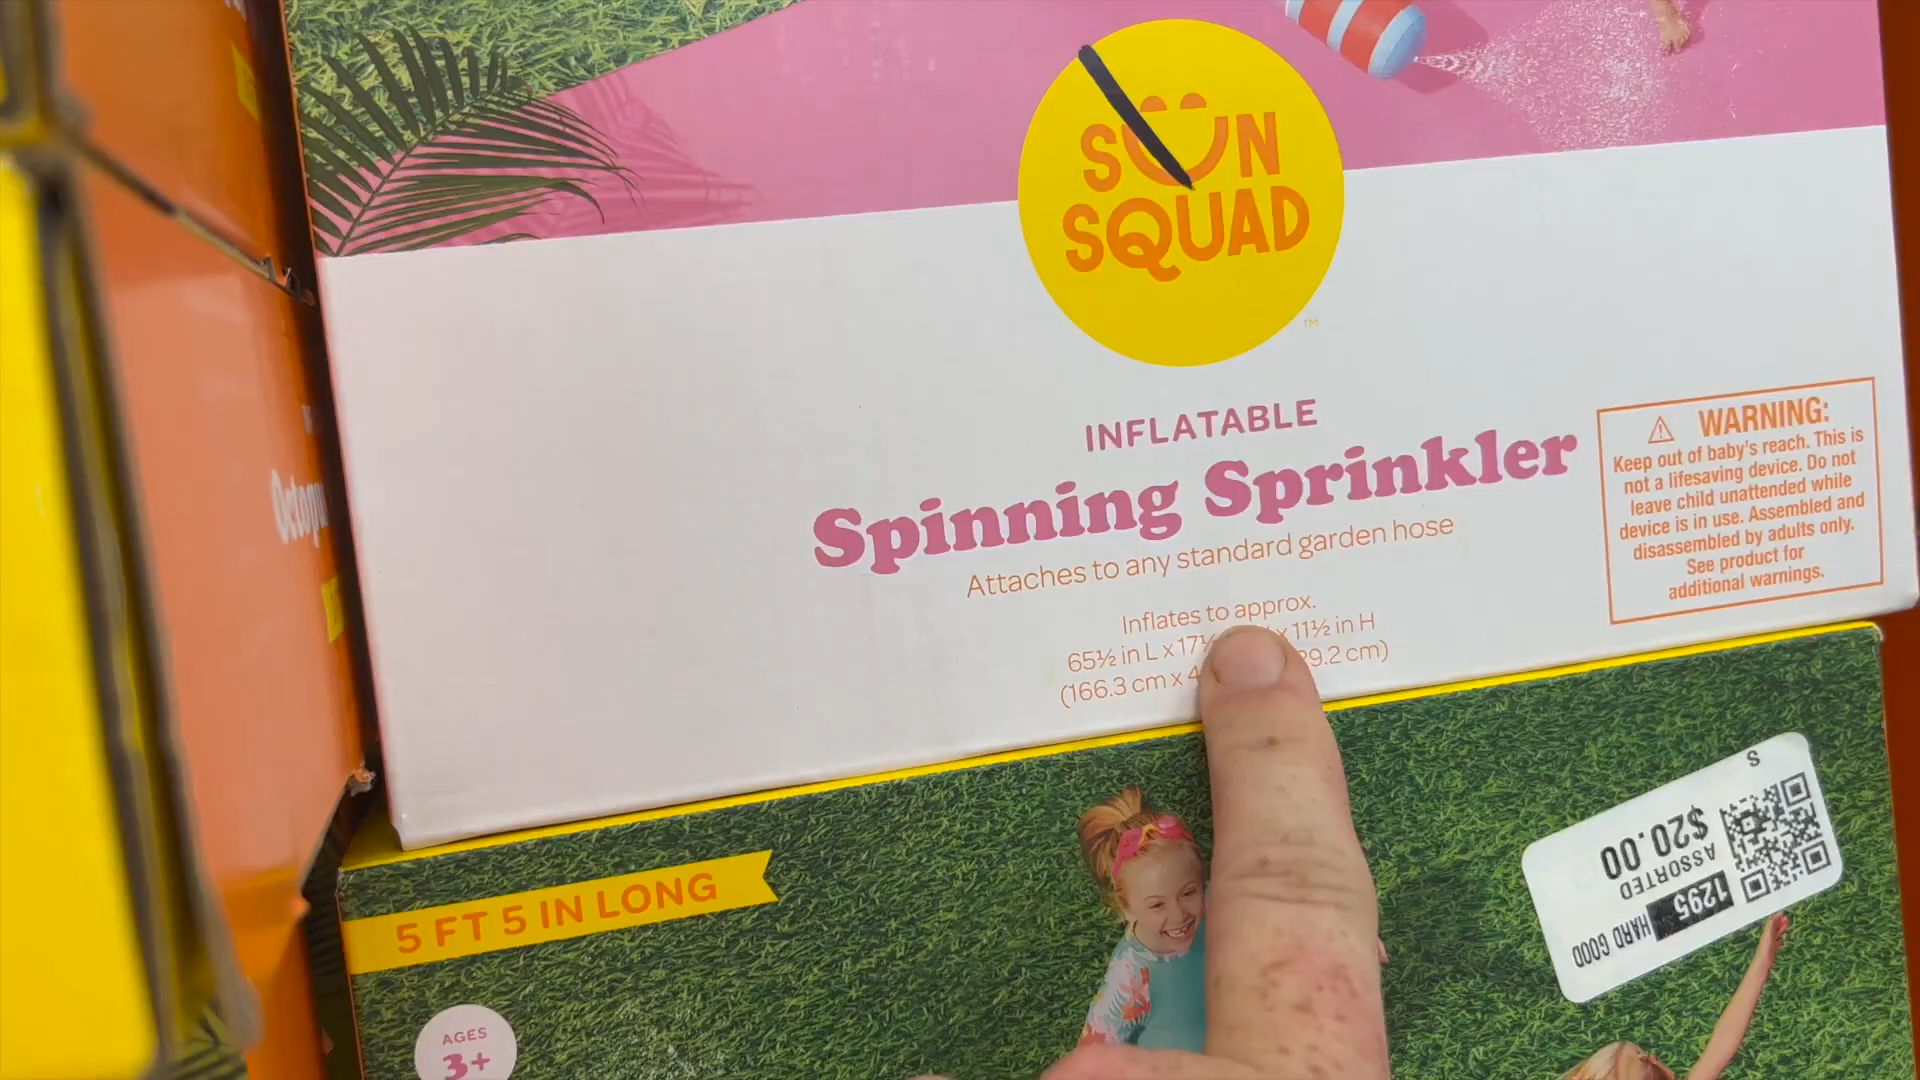 SUN
SQUAD
™
INFLATABLE
Spinning Sprinkler
Attaches to any standard garden hose
Inflates to approx.
65½ in L x 17 x 11½ in H
(166.3 cm x 4 29.2 cm)
WARNING:
Keep out of baby's reach. This is
not a lifesaving device. Do not
leave child unattended while
device is in use. Assembled and
disassembled by adults only.
See product for
additional warnings.
Octopu
5 FT 5 IN LONG
AGES
3+
S
$20.00
ASSORTED
1295 HARD GOOD